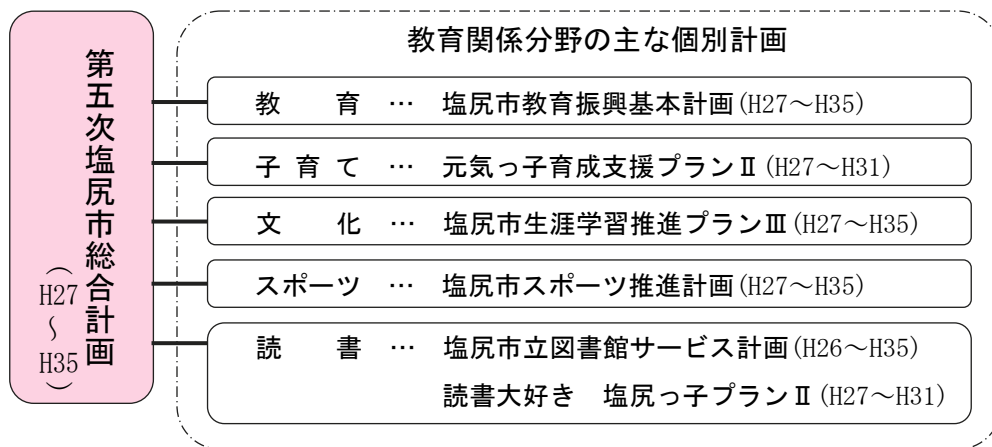 第五次塩尻市総合計画
(H27～H35)
教育関係分野の主な個別計画
教育 … 塩尻市教育振興基本計画(H27～H35)
子育て … 元気っ子育成支援プランⅡ(H27～H31)
文化 … 塩尻市生涯学習推進プランⅢ(H27～H35)
スポーツ … 塩尻市スポーツ推進計画(H27～H35)
読書 … 塩尻市立図書館サービス計画(H26～H35)
読書大好き　塩尻っ子プランⅡ(H27～H31)